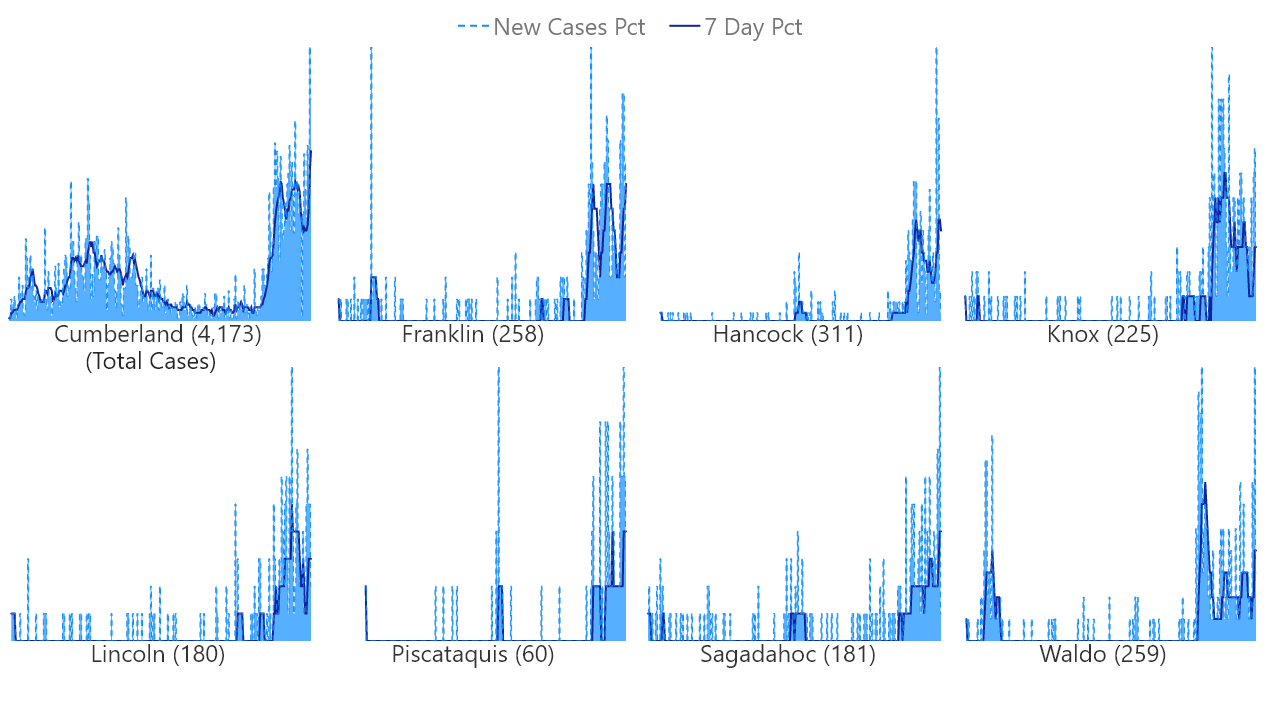 New Cases Pct 7 Day Pct
Cumberland (4,173)
(Total Cases)
Franklin (258)
Hancock (311)
Knox (225)
Lincoln (180)
Piscataquis (60)
Sagadahoc (181)
Waldo (259)